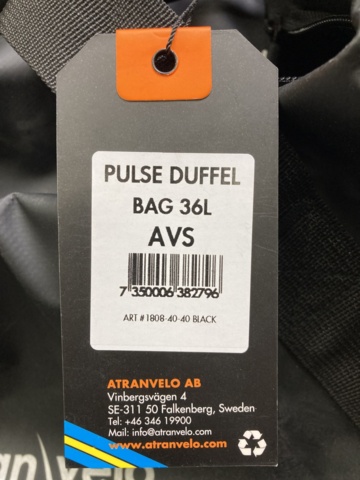 PULSE DUFFEL
BAG 36L
AVS
7 350006 382796
ART #1808-40-40 BLACK
ATRANVELO AB
Vinbergsvägen 4
SE-311 50 Falkenberg, Sweden
Tel: +46 346 19900
Mail: info@atranvelo.com
www.atranvelo.com